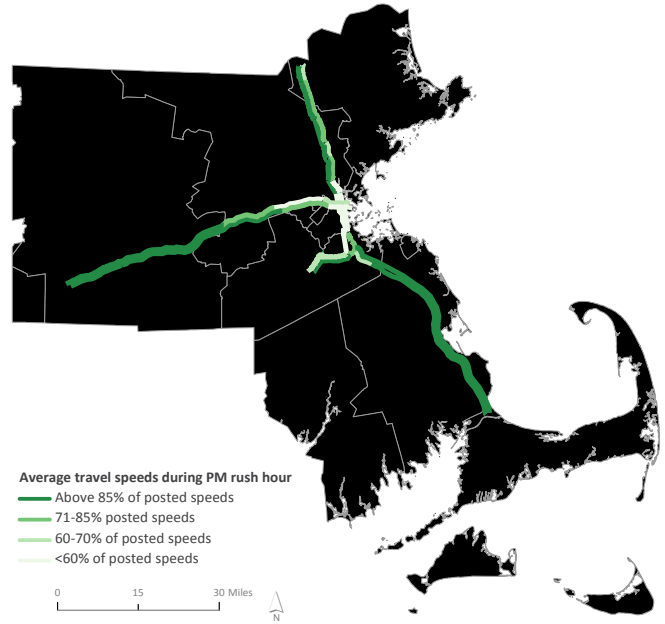 Average travel speeds during PM rush hour
Above 85% of posted speeds
71-85% posted speeds
60-70% of posted speeds
<60% of posted speeds
0 15 30 Miles
N